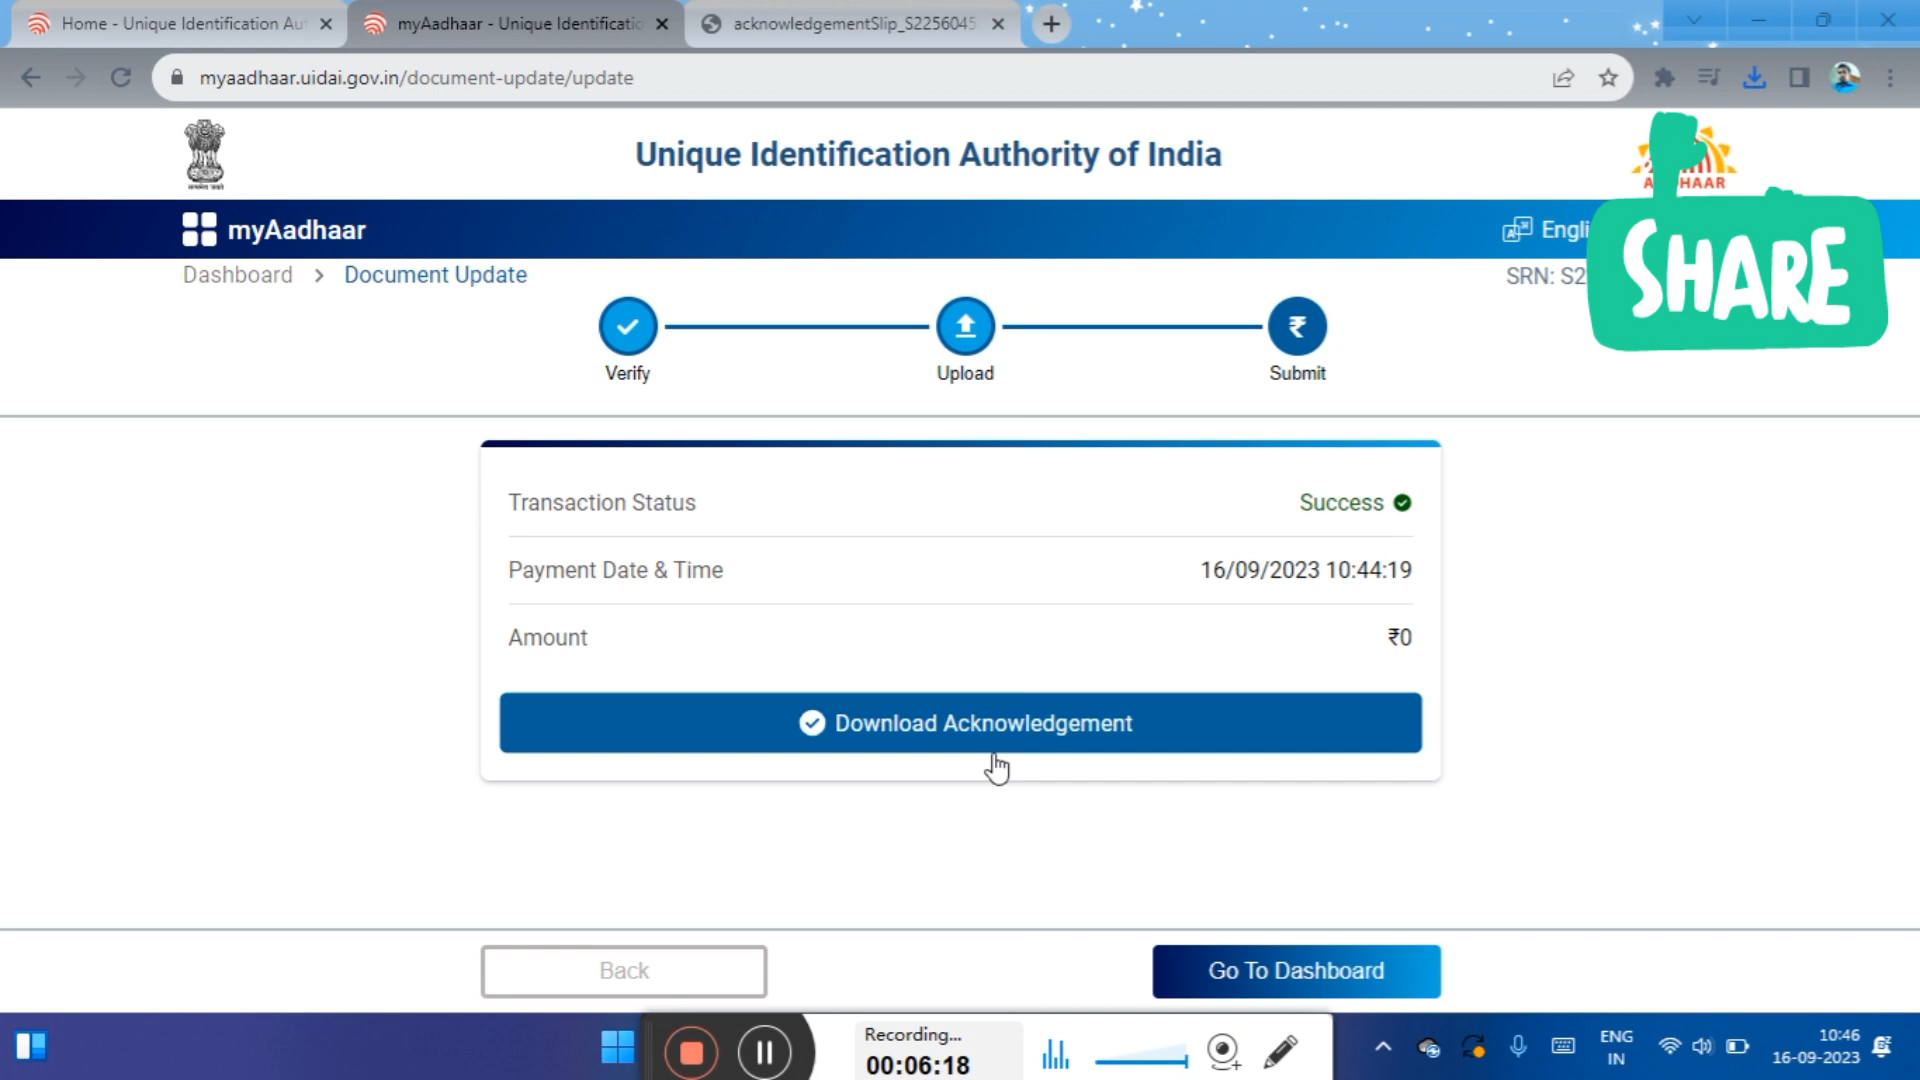 Home - Unique Identification Au
myAadhaar - Unique Identificatio
acknowledgementSlip_S2256045
myaadhaar.uidai.gov.in/document-update/update
Unique Identification Authority of India
myAadhaar
Engli
SHARE
Dashboard > Document Update
SRN: S2
Verify
Upload
Submit
Transaction Status
Success
Payment Date & Time
16/09/2023 10:44:19
Amount
₹0
Download Acknowledgement
Back
Go To Dashboard
Recording...
00:06:18
ENG
IN
10:46
16-09-2023